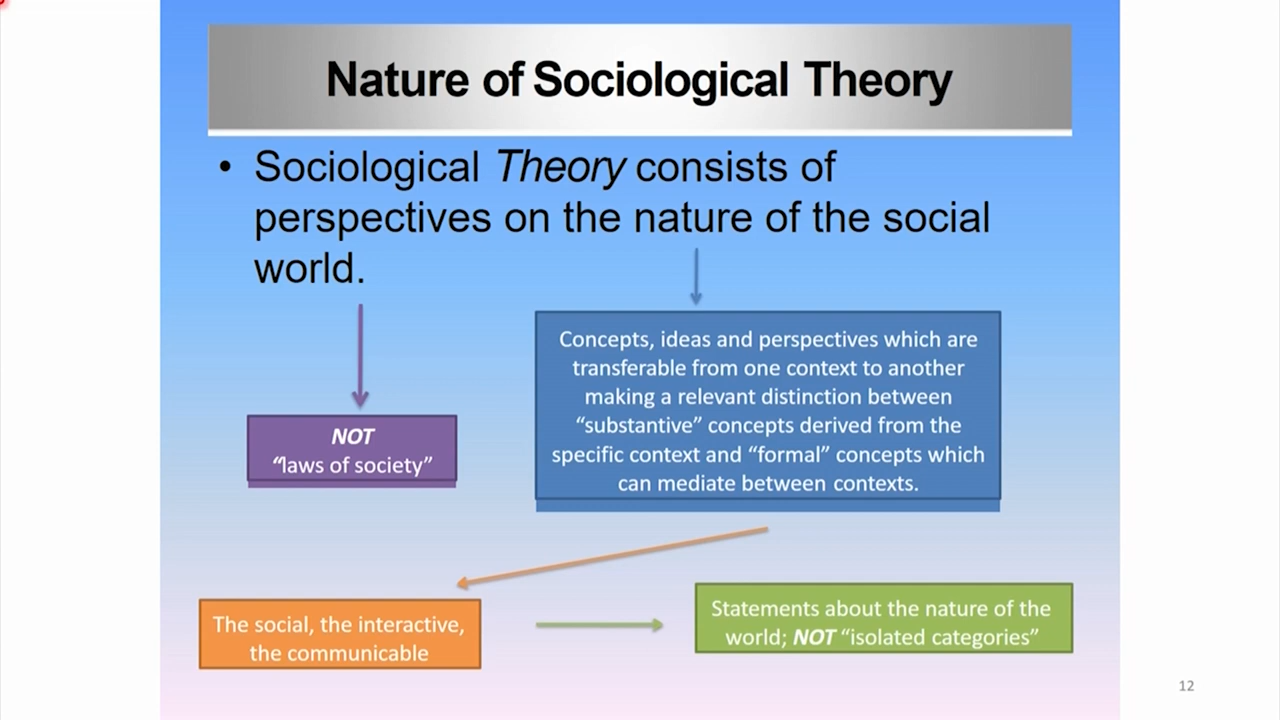 Nature of Sociological Theory
• Sociological Theory consists of
perspectives on the nature of the social
world.
Concepts, ideas and perspectives which are
transferable from one context to another
making a relevant distinction between
“substantive” concepts derived from the
specific context and “formal” concepts which
can mediate between contexts.
NOT
“laws of society”
The social, the interactive,
the communicable
Statements about the nature of the
world; NOT “isolated categories”
12